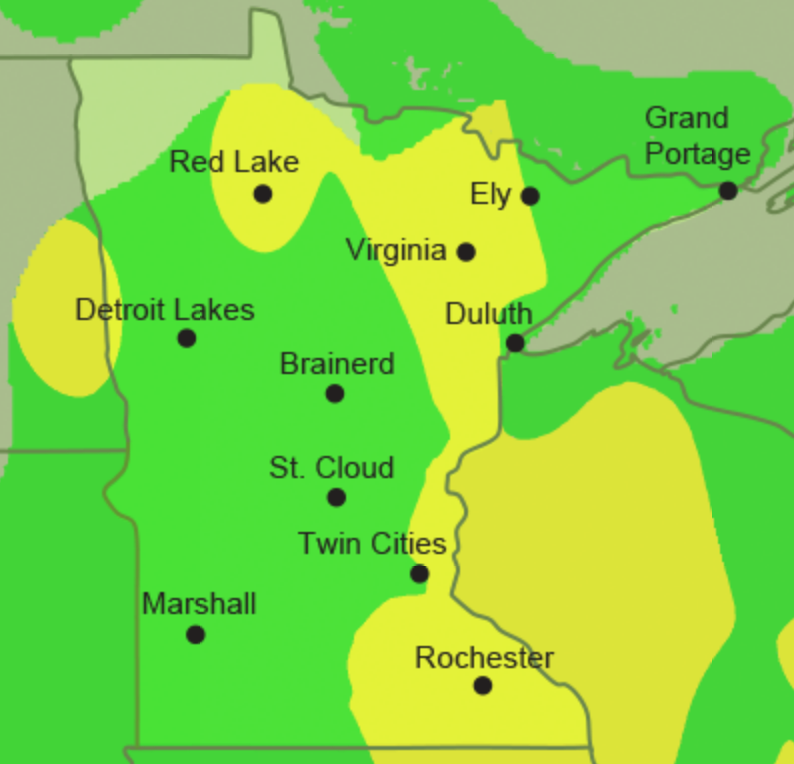 Grand
Portage
Red Lake
Ely
Virginia
Detroit Lakes
Duluth
Brainerd
St. Cloud
Twin Cities
Marshall
Rochester